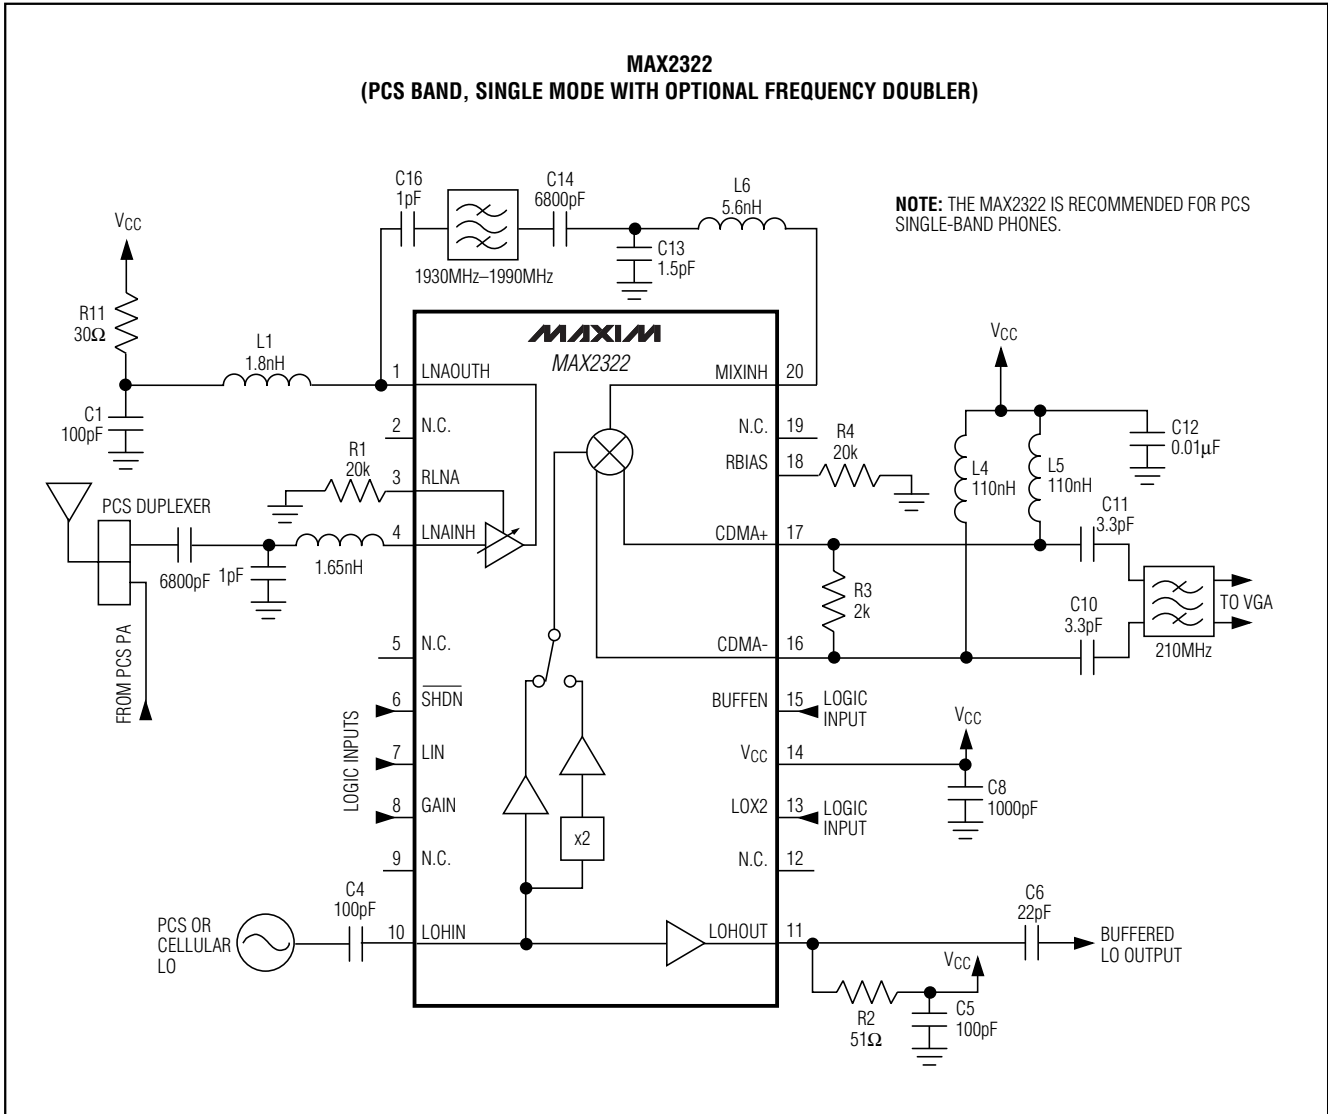 MAX2322
(PCS BAND, SINGLE MODE WITH OPTIONAL FREQUENCY DOUBLER)
NOTE: THE MAX2322 IS RECOMMENDED FOR PCS
SINGLE-BAND PHONES.
C16
1pF
C14
6800pF
L6
5.6nH
C13
1.5pF
1930MHz–1990MHz
VCC
R11
30Ω
L1
1.8nH
C1
100pF
MAXIM
MAX2322
1 LNAOUTH
2 N.C.
R1
20k
3 RLNA
PCS DUPLEXER
4 LNAINH
6800pF
1pF
1.65nH
FROM PCS PA
5 N.C.
LOGIC INPUTS
6 SHDN
7 LIN
8 GAIN
9 N.C.
x2
PCS OR
CELLULAR
LO
C4
100pF
10 LOHIN
MIXINH 20
N.C. 19
RBIAS 18
R4
20k
VCC
L4
110nH
L5
110nH
C12
0.01μF
CDMA+ 17
C11
3.3pF
R3
2k
C10
3.3pF
TO VGA
210MHz
CDMA- 16
BUFFEN 15
LOGIC
INPUT
VCC 14
VCC
C8
1000pF
LOX2 13
LOGIC
INPUT
N.C. 12
LOHOUT 11
C6
22pF
BUFFERED
LO OUTPUT
VCC
R2
51Ω
C5
100pF